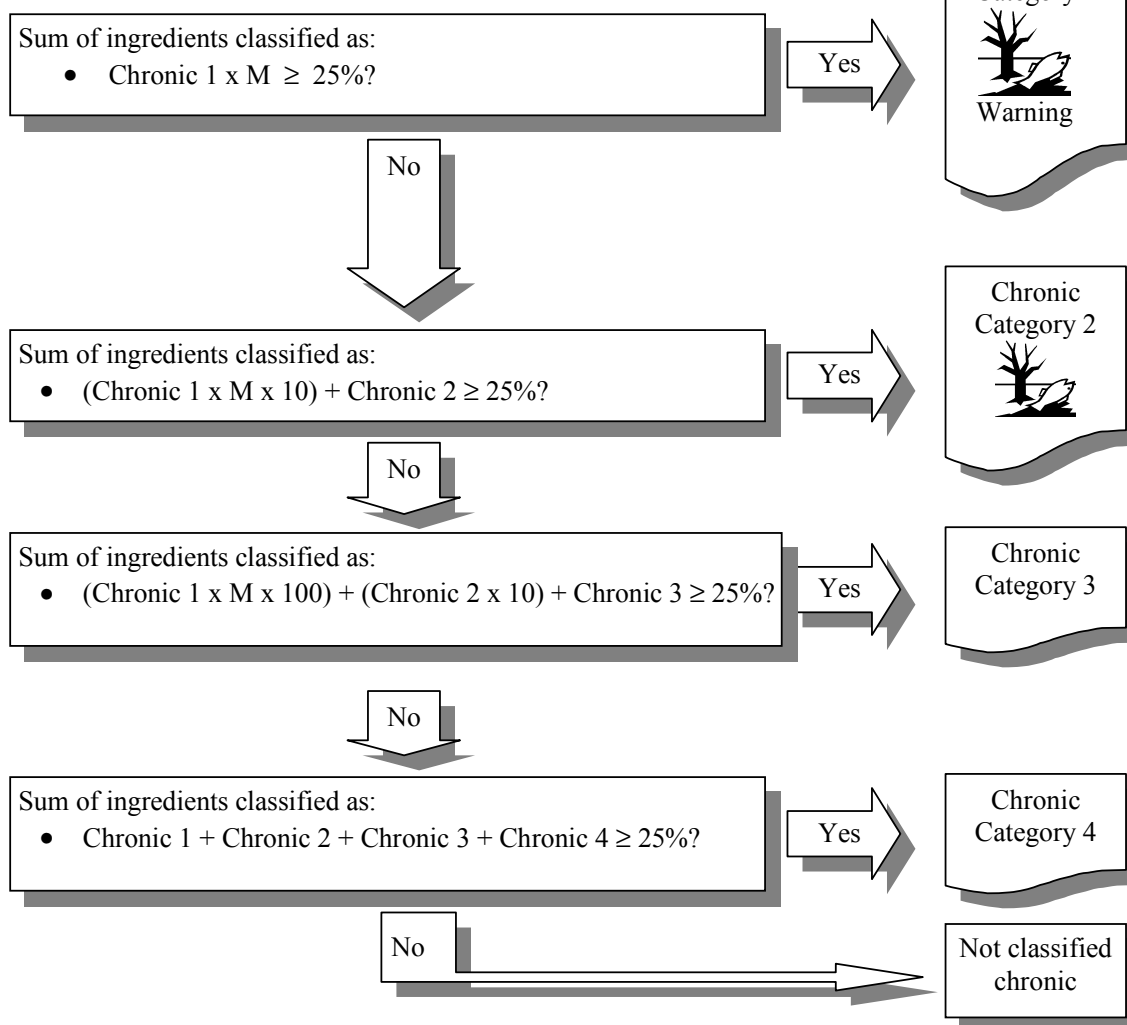 Sum of ingredients classified as:
• Chronic 1 x M ≥ 25%?
Yes
Warning
No
Sum of ingredients classified as:
• (Chronic 1 x M x 10) + Chronic 2 ≥ 25%?
Yes
Chronic
Category 2
No
Sum of ingredients classified as:
• (Chronic 1 x M x 100) + (Chronic 2 x 10) + Chronic 3 ≥ 25%?
Yes
Chronic
Category 3
No
Sum of ingredients classified as:
• Chronic 1 + Chronic 2 + Chronic 3 + Chronic 4 ≥ 25%?
Yes
Chronic
Category 4
No
Not classified
chronic